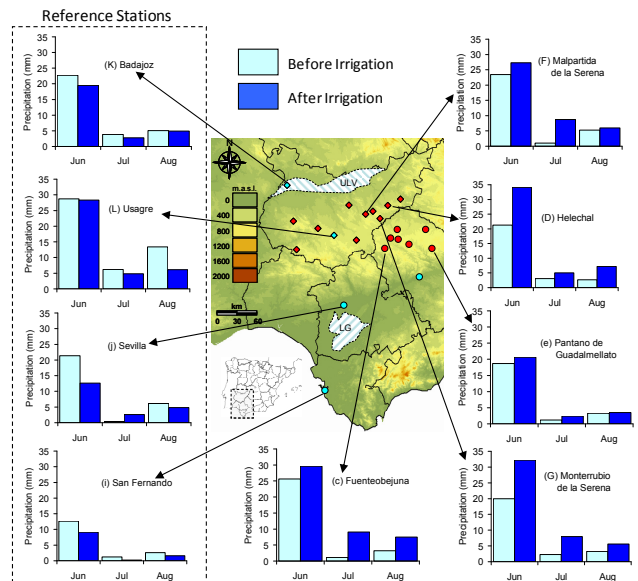 Reference Stations
Before Irrigation
After Irrigation
(K) Badajoz
Precipitation (mm)
35
30
25
20
15
10
5
0
Jun Jul Aug
(L) Usagre
Precipitation (mm)
35
30
25
20
15
10
5
0
Jun Jul Aug
(j) Sevilla
Precipitation (mm)
35
30
25
20
15
10
5
0
Jun Jul Aug
(i) San Fernando
Precipitation (mm)
35
30
25
20
15
10
5
0
Jun Jul Aug
N
ULV
m.a.s.l.
0
400
600
1000
1400
2000
km
0 30 60
LG
(c) Fuenteobejuna
Precipitation (mm)
35
30
25
20
15
10
5
0
Jun Jul Aug
(F) Malpartida
de la Serena
Precipitation (mm)
35
30
25
20
15
10
5
0
Jun Jul Aug
(D) Helechal
Precipitation (mm)
35
30
25
20
15
10
5
0
Jun Jul Aug
(e) Pantano de
Guadalmellato
Precipitation (mm)
35
30
25
20
15
10
5
0
Jun Jul Aug
(G) Monterrubio
de la Serena
Precipitation (mm)
35
30
25
20
15
10
5
0
Jun Jul Aug